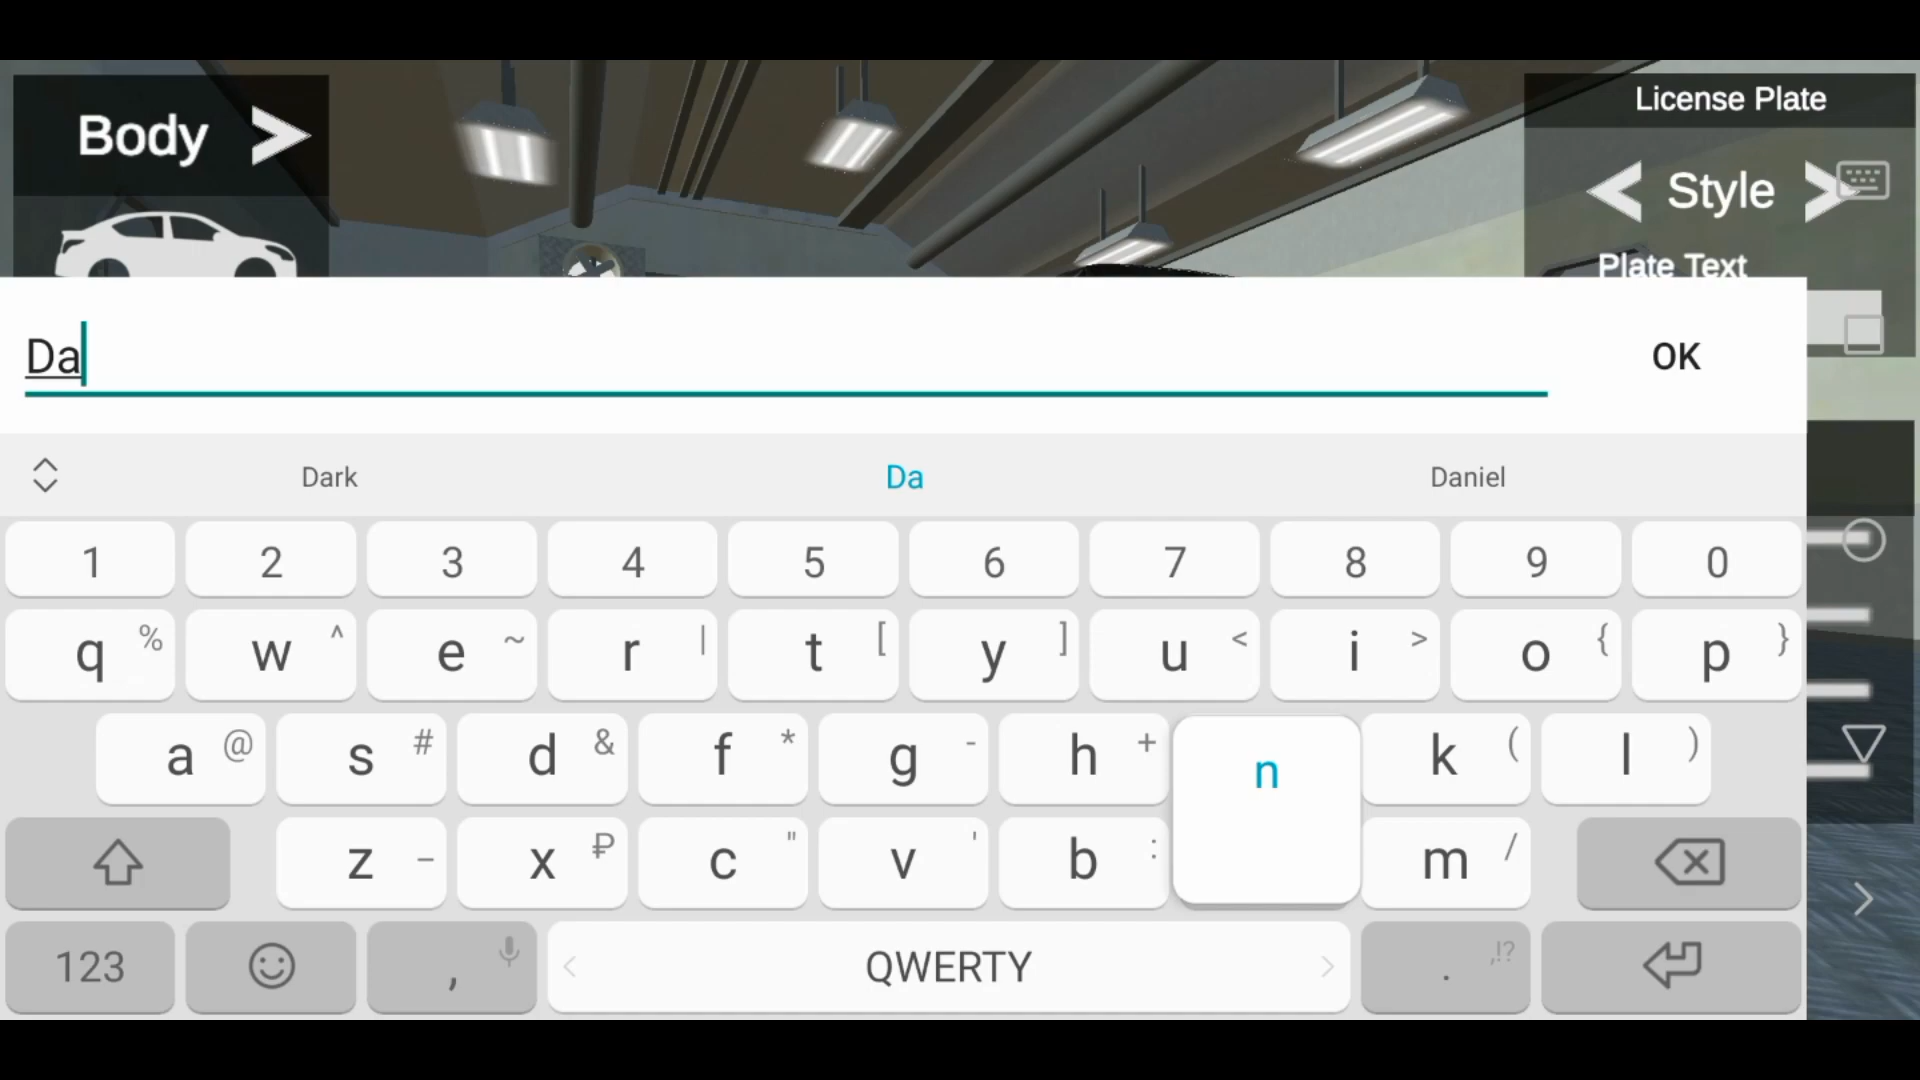 Body
License Plate
Style
Plate Text
Da
OK
Dark Da Daniel
1 2 3 4 5 6 7 8 9 0
q % w ^ e ~ r | t [ y ] u < i > o { p }
a @ s # d & f * g - h + n k ( l )
z _ x ₽ c " v ' b : m /
123 , QWERTY . ,!?